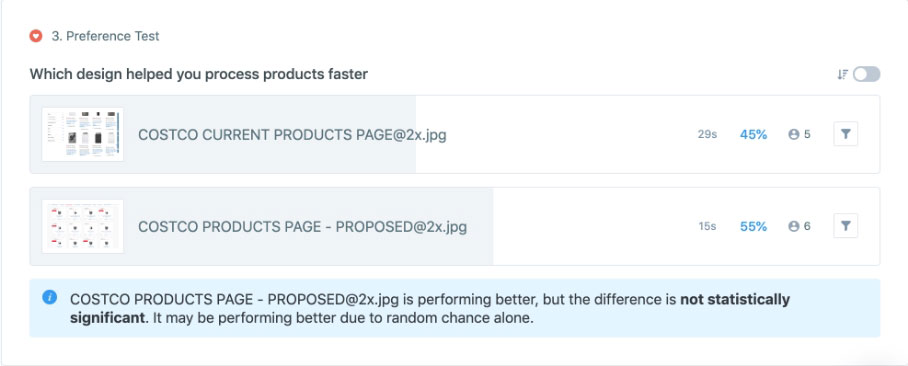 3. Preference Test
Which design helped you process products faster
COSTCO CURRENT PRODUCTS PAGE@2x.jpg 29s 45% 5
COSTCO PRODUCTS PAGE - PROPOSED@2x.jpg 15s 55% 6
COSTCO PRODUCTS PAGE - PROPOSED@2x.jpg is performing better, but the difference is not statistically
significant. It may be performing better due to random chance alone.